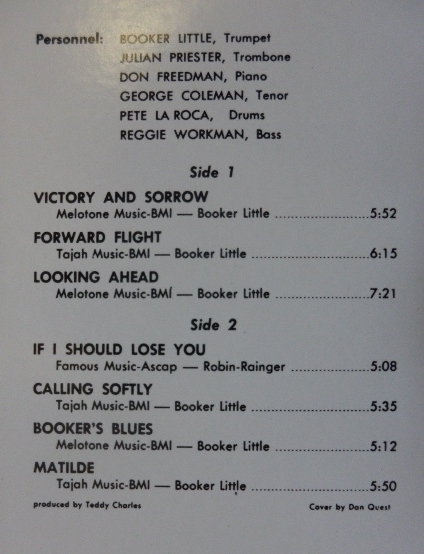 Personnel: BOOKER LITTLE, Trumpet
JULIAN PRIESTER, Trombone
DON FREEDMAN, Piano
GEORGE COLEMAN, Tenor
PETE LA ROCA, Drums
REGGIE WORKMAN, Bass
Side 1
VICTORY AND SORROW
Melotone Music-BMI — Booker Little ........................5:52
FORWARD FLIGHT
Tajah Music-BMI — Booker Little ..............................6:15
LOOKING AHEAD
Melotone Music-BMI — Booker Little ........................7:21
Side 2
IF I SHOULD LOSE YOU
Famous Music-Ascap — Robin-Rainger ....................5:08
CALLING SOFTLY
Tajah Music-BMI — Booker Little ..............................5:35
BOOKER'S BLUES
Melotone Music-BMI — Booker Little ........................5:12
MATILDE
Tajah Music-BMI — Booker Little ..............................5:50
produced by Teddy Charles Cover by Dan Quest